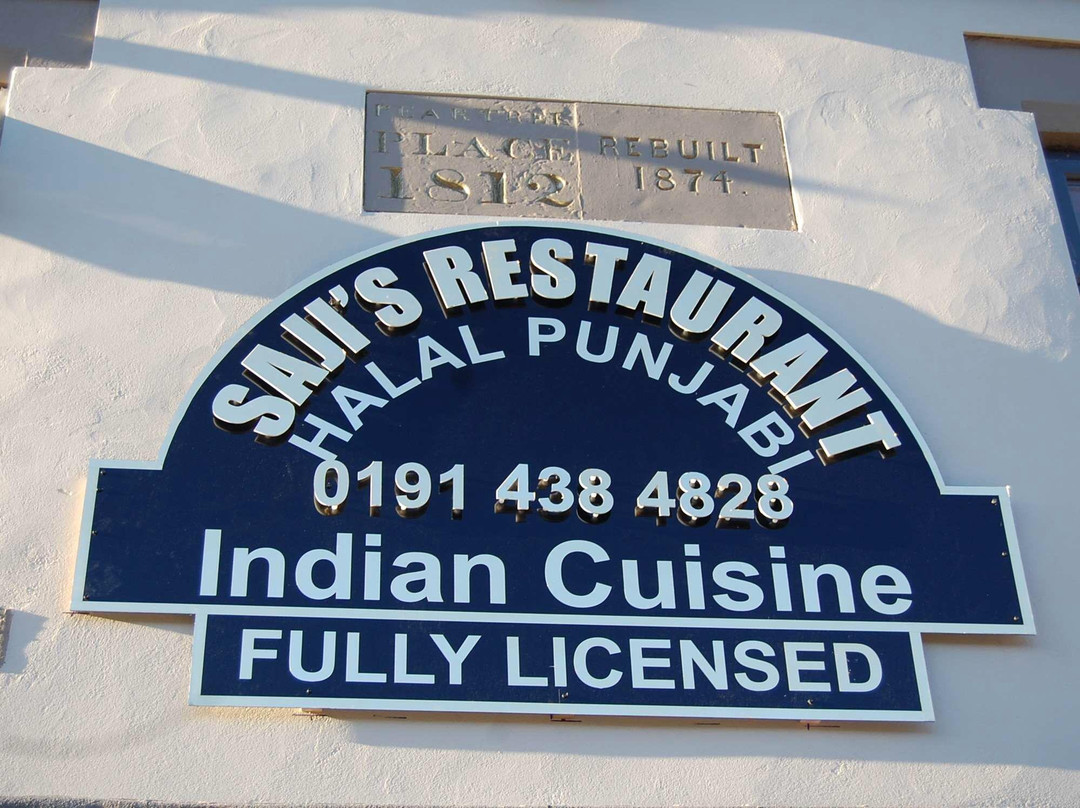 PEARTREE
PLACE
1812
REBUILT
1874.
SAJI'S RESTAURANT
HALAL PUNJABI
0191 438 4828
Indian Cuisine
FULLY LICENSED